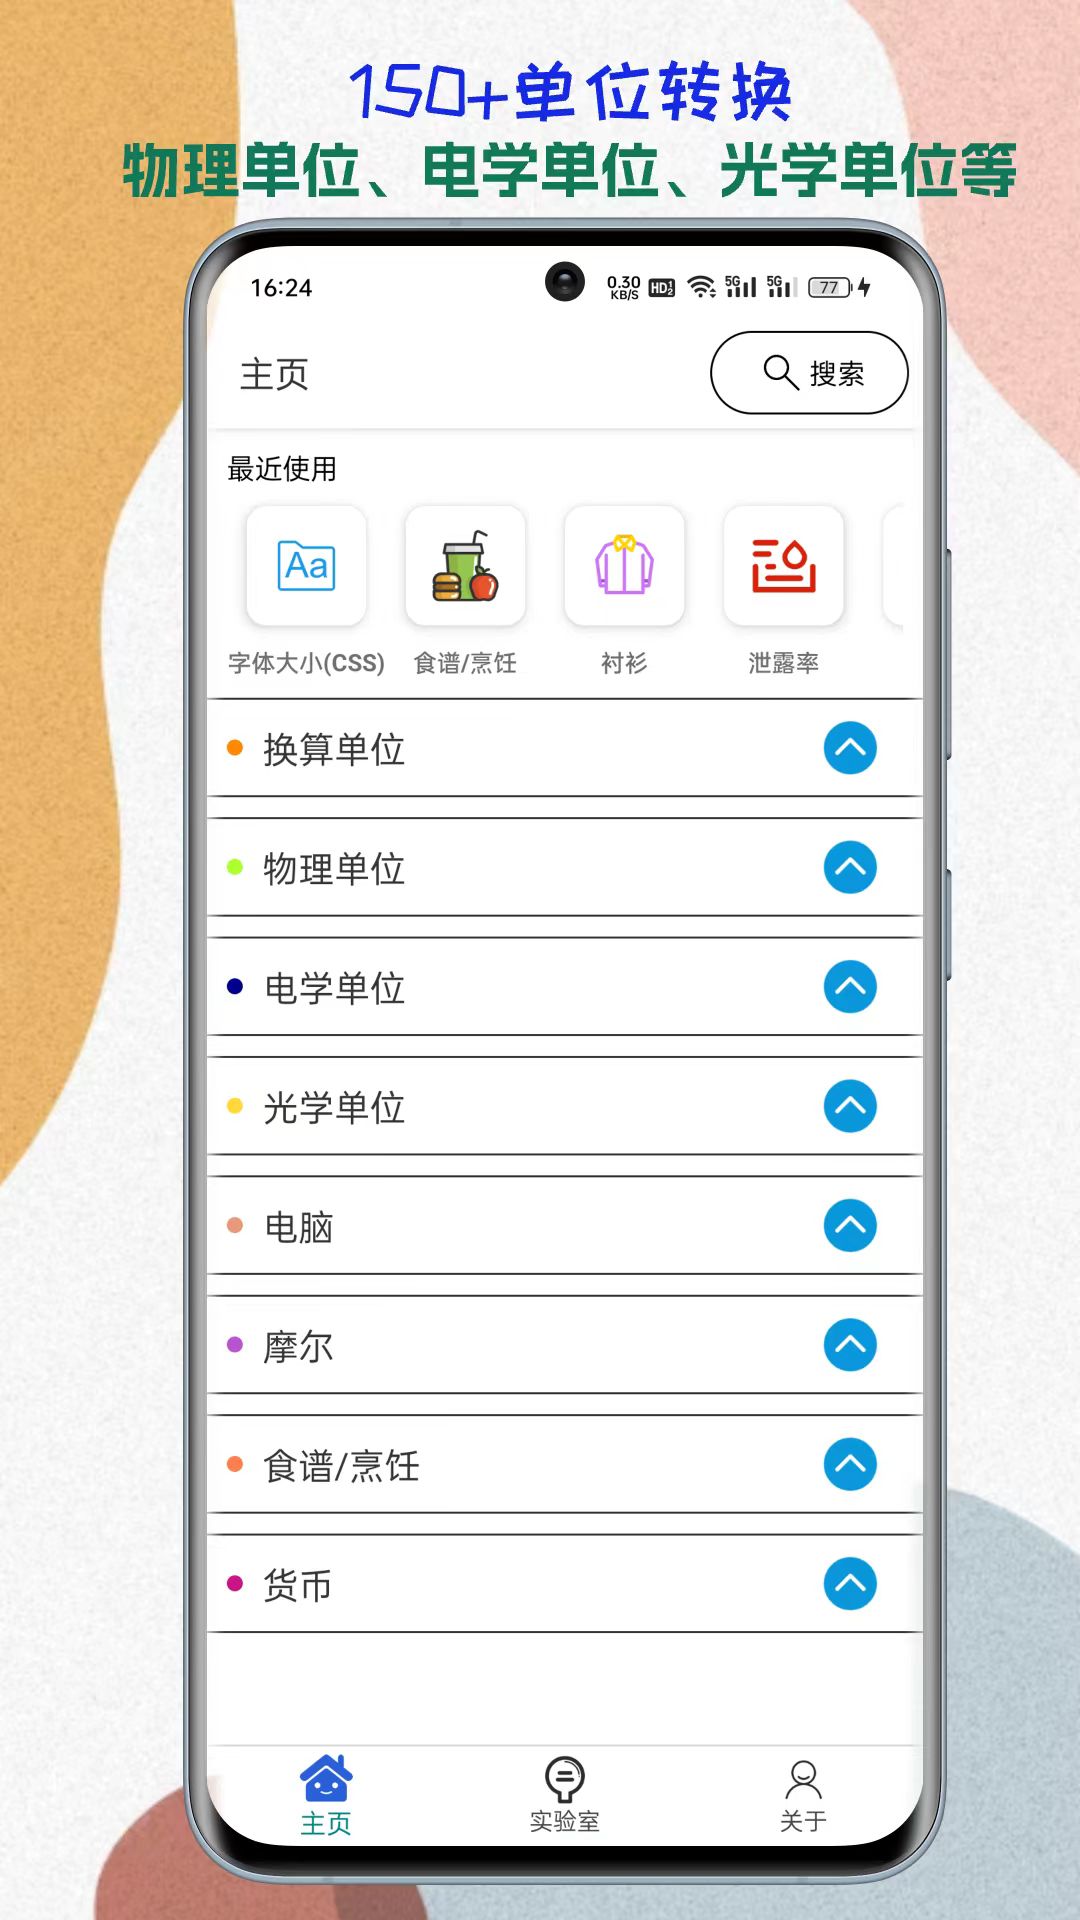 150+单位转换
物理单位、电学单位、光学单位等
16:24
0.30 KB/S HD 1 2 5G 5G 77
主页
搜索
最近使用
Aa
字体大小(CSS) 食谱/烹饪 衬衫 泄露率
换算单位
物理单位
电学单位
光学单位
电脑
摩尔
食谱/烹饪
货币
主页 实验室 关于